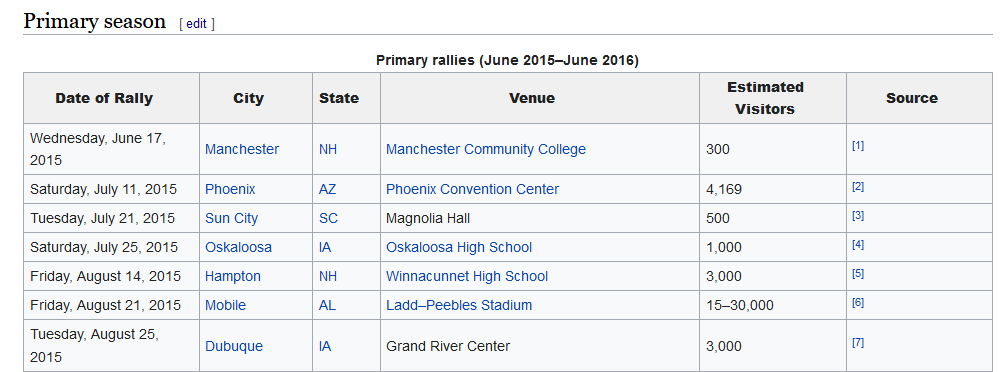 Primary season [ edit ]
Primary rallies (June 2015–June 2016)
Date of Rally City State Venue Estimated Visitors Source
Wednesday, June 17, 2015 Manchester NH Manchester Community College 300 [1]
Saturday, July 11, 2015 Phoenix AZ Phoenix Convention Center 4,169 [2]
Tuesday, July 21, 2015 Sun City SC Magnolia Hall 500 [3]
Saturday, July 25, 2015 Oskaloosa IA Oskaloosa High School 1,000 [4]
Friday, August 14, 2015 Hampton NH Winnacunnet High School 3,000 [5]
Friday, August 21, 2015 Mobile AL Ladd–Peebles Stadium 15–30,000 [6]
Tuesday, August 25, 2015 Dubuque IA Grand River Center 3,000 [7]